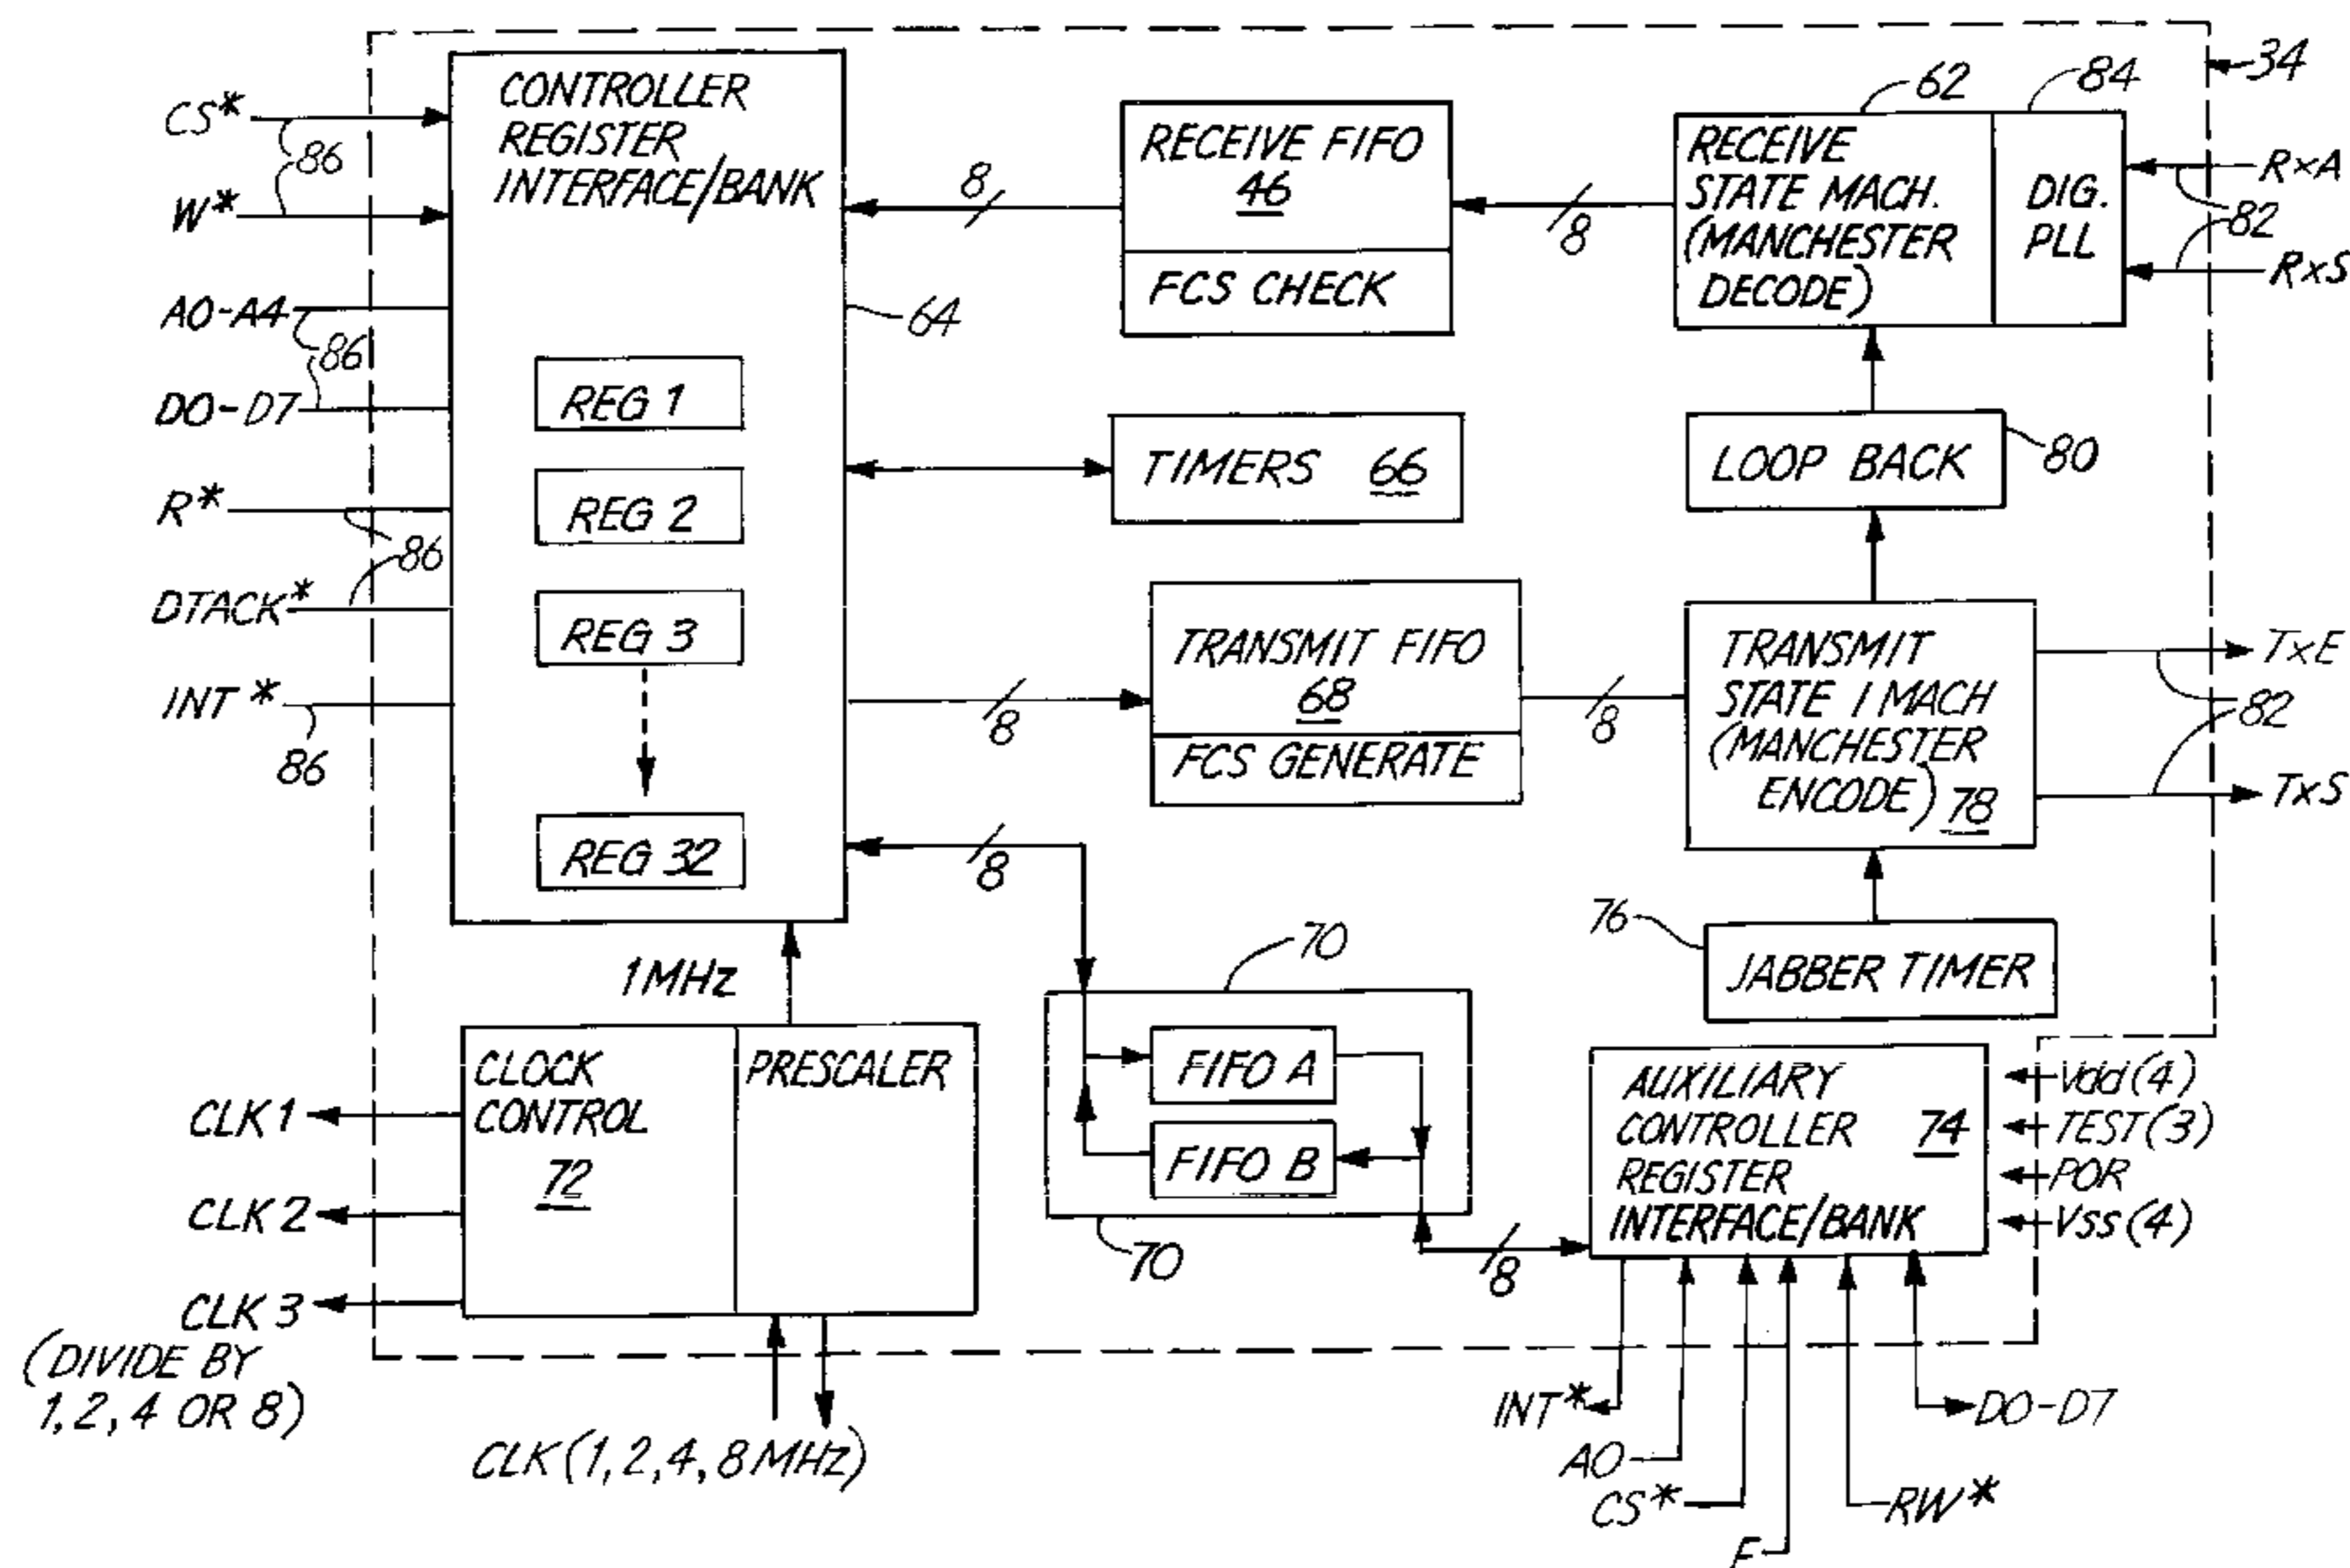 34
CS*
86
W*
A0-A4
86
D0-D7
R*
86
DTACK*
INT*
86
CONTROLLER
REGISTER
INTERFACE/BANK
64
REG 1
REG 2
REG 3
REG 32
8
RECEIVE FIFO
46
FCS CHECK
8
62
RECEIVE
STATE MACH.
(MANCHESTER
DECODE)
84
DIG.
PLL
RxA
82
RxS
TIMERS 66
LOOP BACK
80
8
TRANSMIT FIFO
68
FCS GENERATE
8
TRANSMIT
STATE / MACH
(MANCHESTER
ENCODE) 78
TxE
82
TxS
8
76
JABBER TIMER
1MHz
CLOCK
CONTROL
72
PRESCALER
CLK 1
CLK 2
CLK 3
(DIVIDE BY
1, 2, 4 OR 8)
CLK (1, 2, 4, 8 MHz)
70
FIFO A
FIFO B
70
8
AUXILIARY
CONTROLLER 74
REGISTER
INTERFACE/BANK
Vdd (4)
TEST (3)
POR
VSS (4)
INT*
D0-D7
A0
CS*
RW*